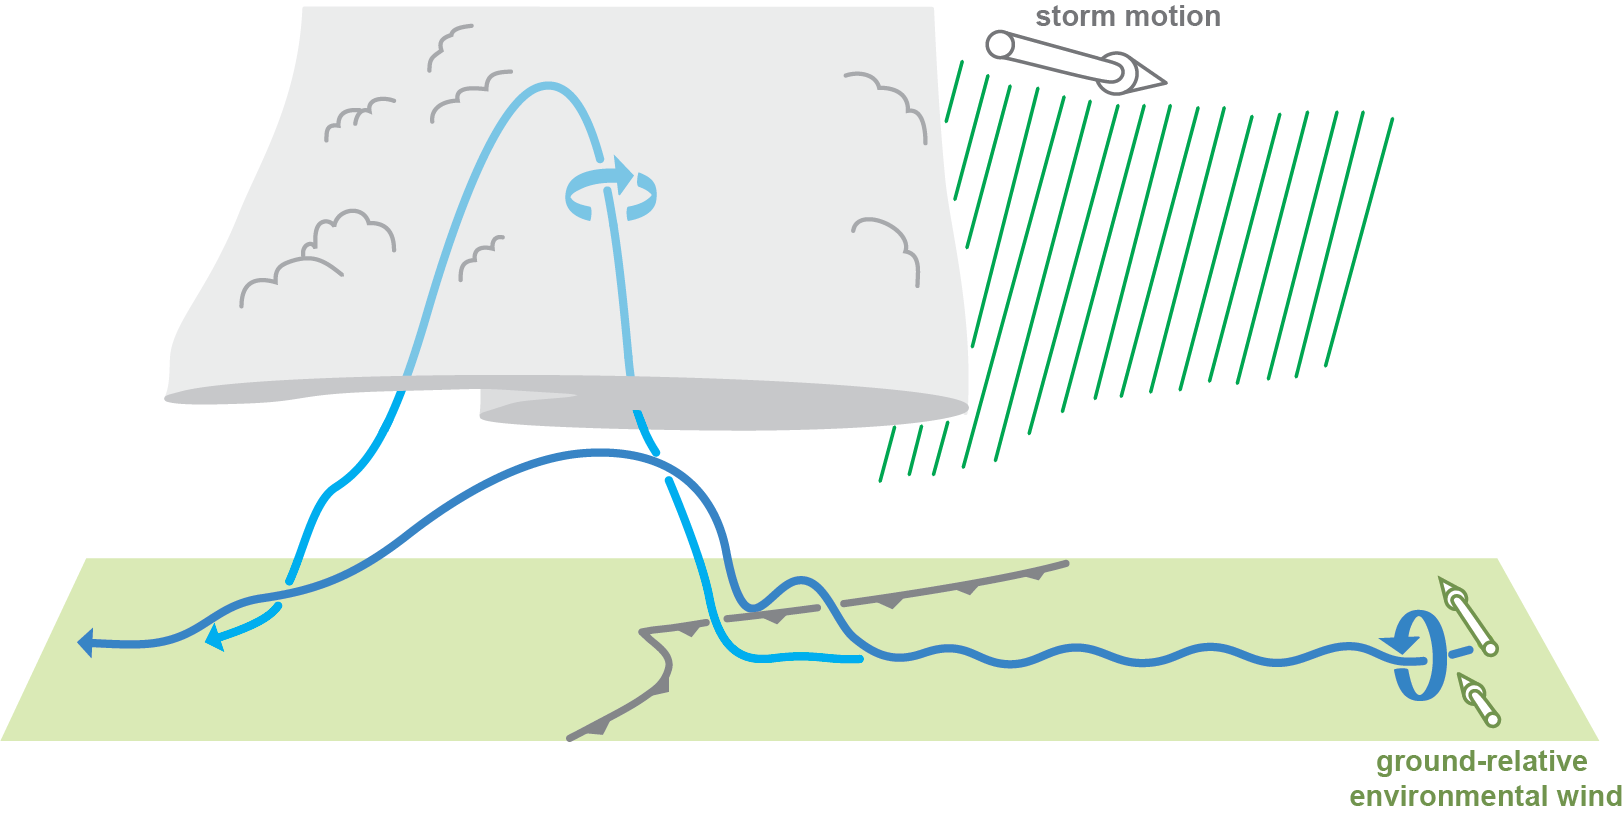 storm motion
ground-relative
environmental wind